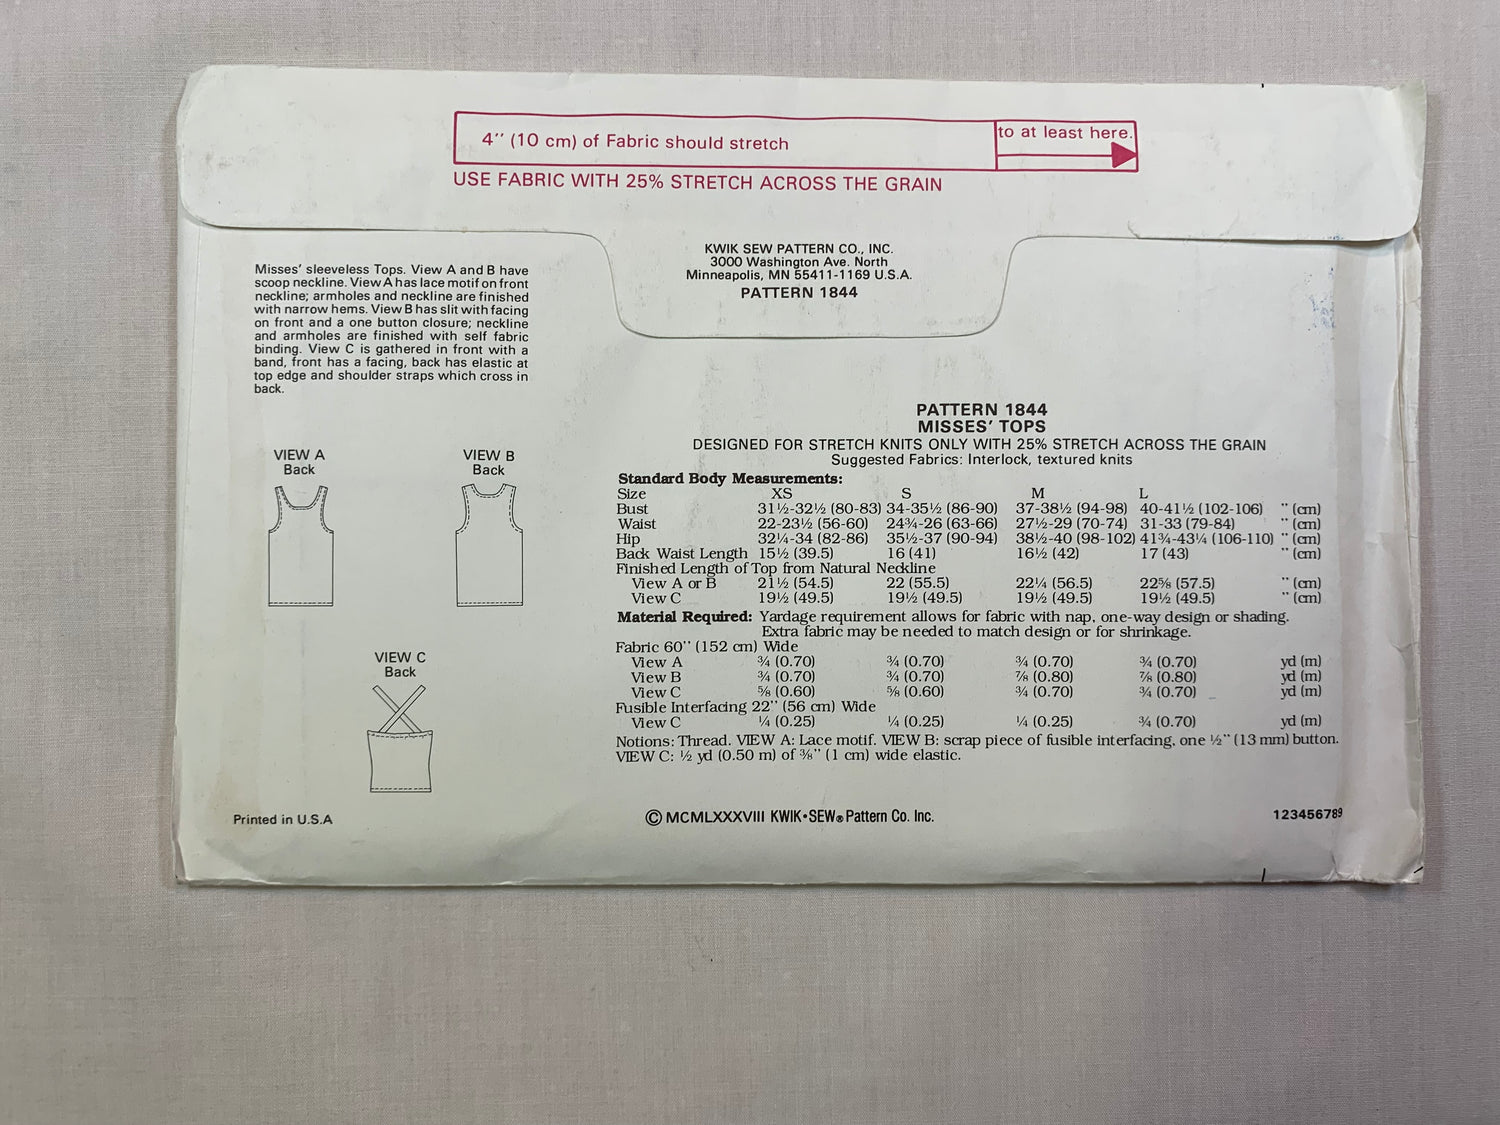 4" (10 cm) of Fabric should stretch
to at least here.
USE FABRIC WITH 25% STRETCH ACROSS THE GRAIN
KWIK SEW PATTERN CO., INC.
3000 Washington Ave. North
Minneapolis, MN 55411-1169 U.S.A.
PATTERN 1844
Misses' sleeveless Tops. View A and B have
scoop neckline. View A has lace motif on front
neckline; armholes and neckline are finished
with narrow hems. View B has slit with facing
on front and a one button closure; neckline
and armholes are finished with self fabric
binding. View C is gathered in front with a
band, front has a facing, back has elastic at
top edge and shoulder straps which cross in
back.
VIEW A
Back
VIEW B
Back
VIEW C
Back
PATTERN 1844
MISSES' TOPS
DESIGNED FOR STRETCH KNITS ONLY WITH 25% STRETCH ACROSS THE GRAIN
Suggested Fabrics: Interlock, textured knits
Standard Body Measurements:
Size XS S M L
Bust 31½-32½ (80-83) 34-35½ (86-90) 37-38½ (94-98) 40-41½ (102-106) " (cm)
Waist 22-23½ (56-60) 24¾-26 (63-66) 27½-29 (70-74) 31-33 (79-84) " (cm)
Hip 32¼-34 (82-86) 35½-37 (90-94) 38½-40 (98-102) 41¾-43¼ (106-110) " (cm)
Back Waist Length 15½ (39.5) 16 (41) 16½ (42) 17 (43) " (cm)
Finished Length of Top from Natural Neckline
View A or B 21½ (54.5) 22 (55.5) 22¼ (56.5) 22⅝ (57.5) " (cm)
View C 19½ (49.5) 19½ (49.5) 19½ (49.5) 19½ (49.5) " (cm)
Material Required: Yardage requirement allows for fabric with nap, one-way design or shading.
Extra fabric may be needed to match design or for shrinkage.
Fabric 60" (152 cm) Wide
View A ¾ (0.70) ¾ (0.70) ¾ (0.70) ¾ (0.70) yd (m)
View B ¾ (0.70) ¾ (0.70) ⅞ (0.80) ⅞ (0.80) yd (m)
View C ⅝ (0.60) ⅝ (0.60) ¾ (0.70) ¾ (0.70) yd (m)
Fusible Interfacing 22" (56 cm) Wide
View C ¼ (0.25) ¼ (0.25) ¼ (0.25) ¾ (0.70) yd (m)
Notions: Thread. VIEW A: Lace motif. VIEW B: scrap piece of fusible interfacing, one ½" (13 mm) button.
VIEW C: ½ yd (0.50 m) of ⅜" (1 cm) wide elastic.
Printed in U.S.A
© MCMLXXXVIII KWIK•SEW® Pattern Co. Inc.
123456789